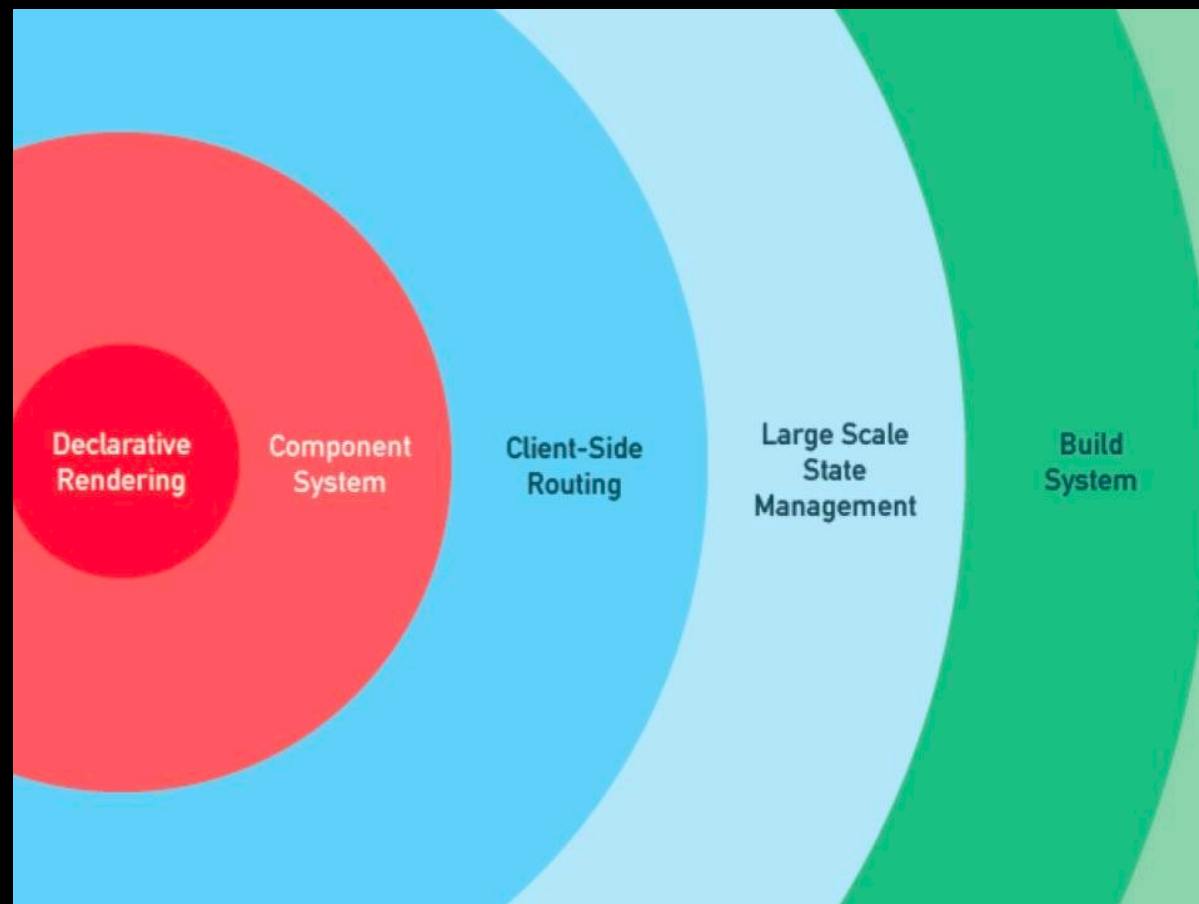 Declarative
Rendering
Component
System
Client-Side
Routing
Large Scale
State
Management
Build
System